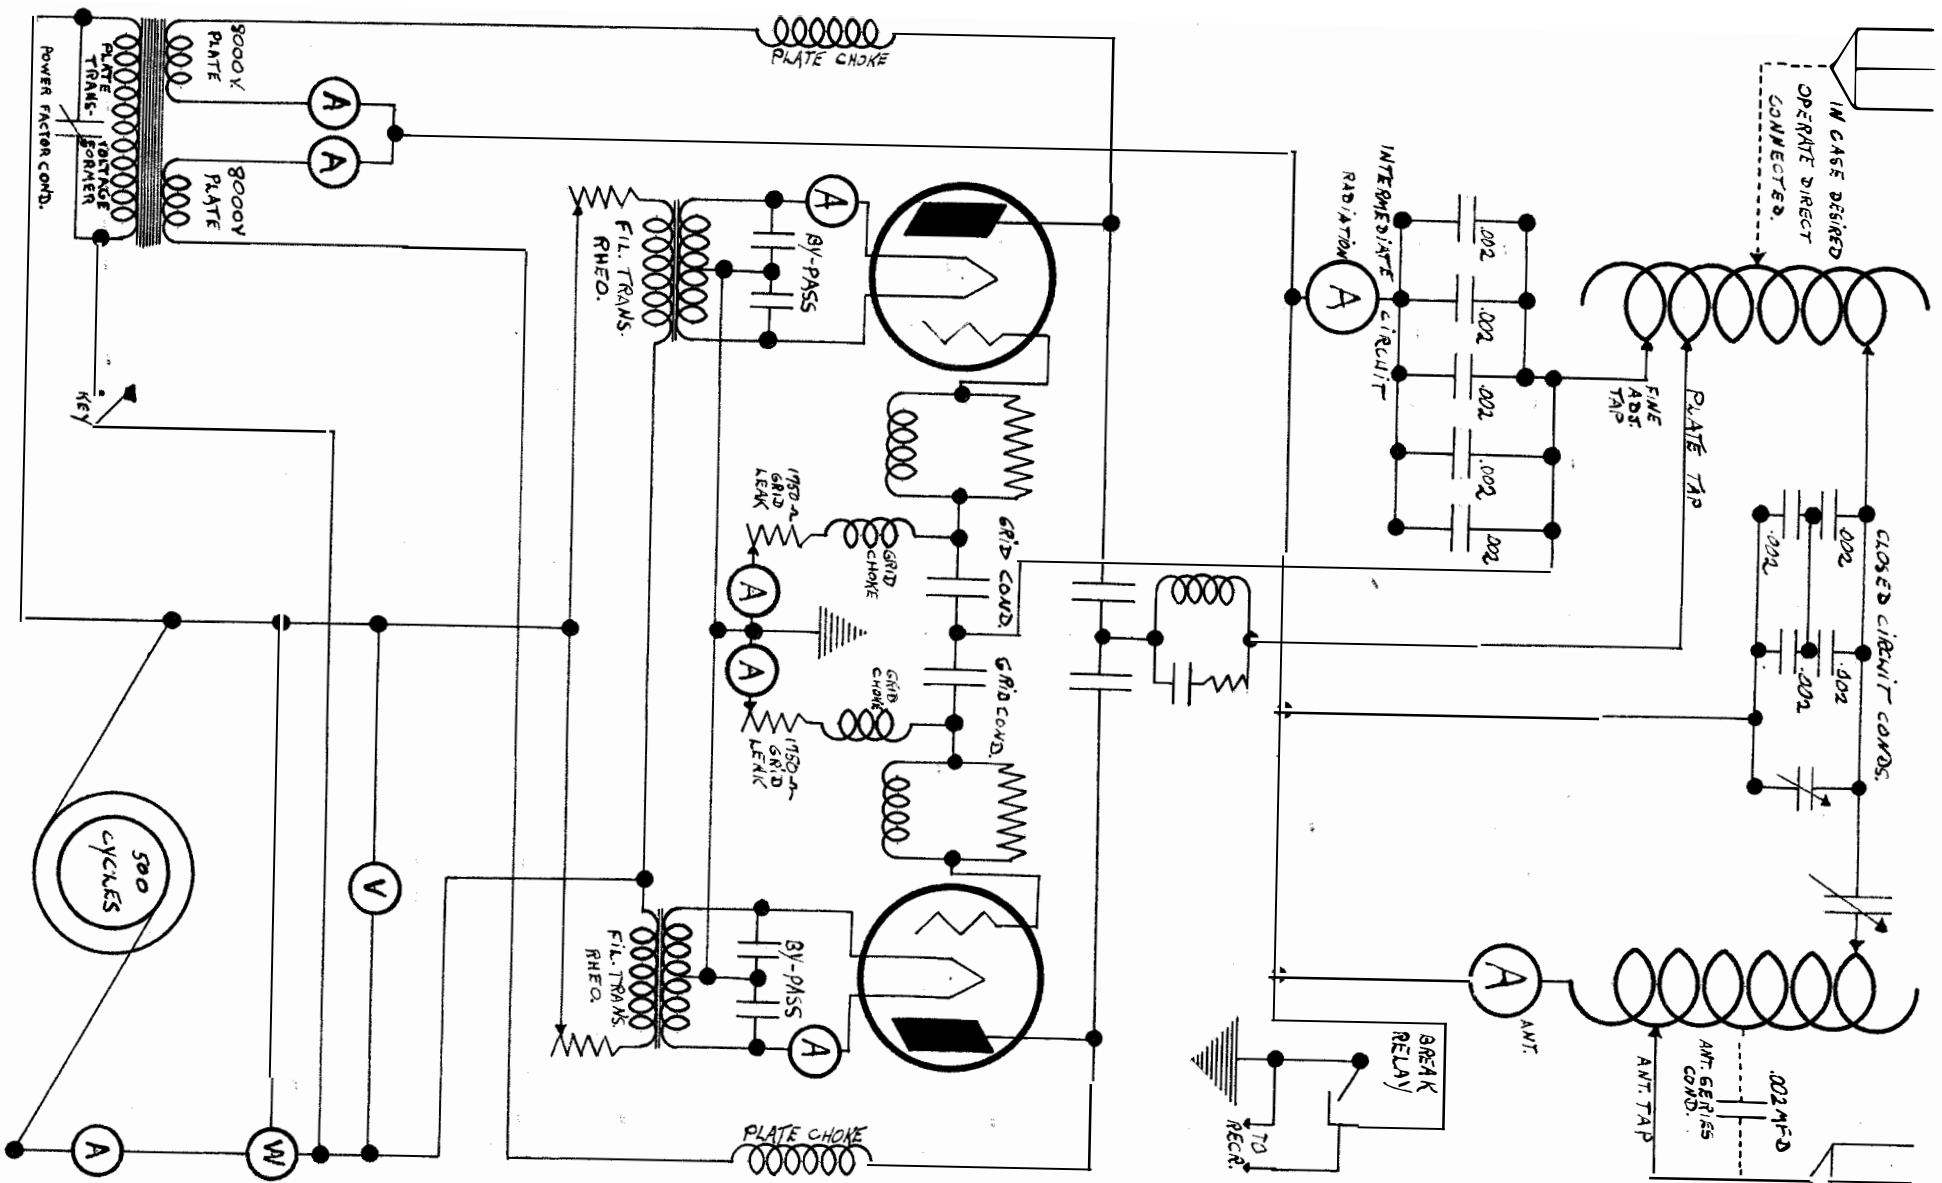 8000V
PLATE
PLATE CHOKE
IN CASE DESIRED
OPERATE DIRECT
CONNECTED.
PLATE
TRANS-
VOLTAGE
FORMER
POWER FACTOR COND.
A
A
8000V
PLATE
A
BY-PASS
FIL. TRANS.
RHEO.
INTERMEDIATE CIRCUIT
RADIATION
A
.002
.002
.002
.002
.002
FINE
ADJ.
TAP
PLATE TAP
KEY
1750 Ω
GRID
LEAK
GRID
CHOKE
GRID COND.
A
A
GRID
CHOKE
GRID COND.
1750 Ω
GRID
LEAK
CLOSED CIRCUIT CONDS.
.002
.002
.002
.002
500
CYCLES
V
A
W
FIL. TRANS.
RHEO.
BY-PASS
A
PLATE CHOKE
A
ANT.
BREAK
RELAY
TO
RECR.
ANT. TAP
ANT. SERIES
COND.
.002 MFD